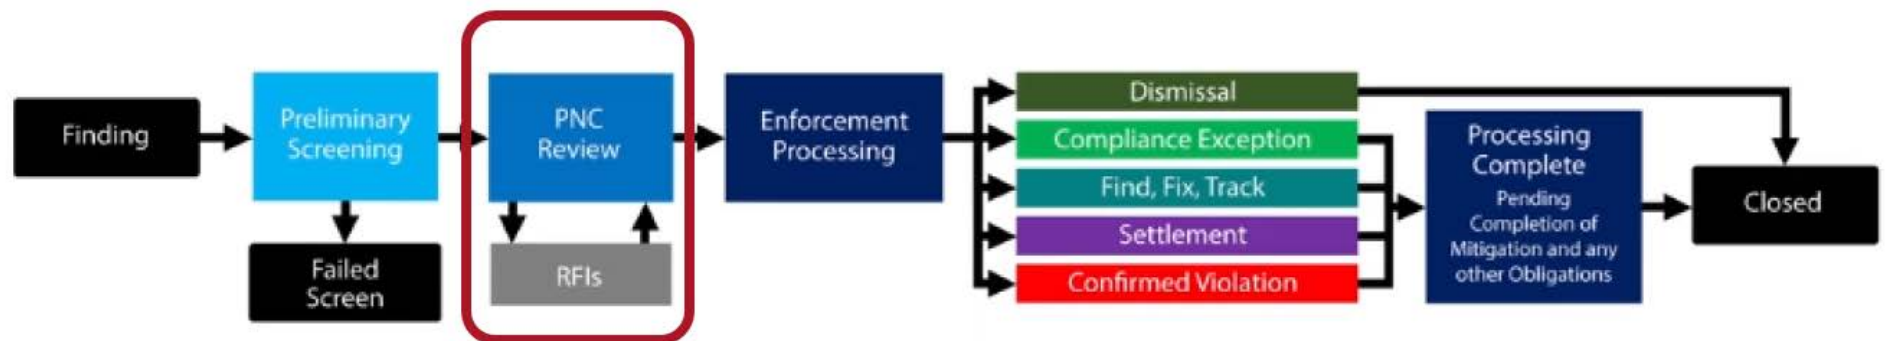 Finding
Preliminary
Screening
Failed
Screen
PNC
Review
RFIs
Enforcement
Processing
Dismissal
Compliance Exception
Find, Fix, Track
Settlement
Confirmed Violation
Processing
Complete
Pending
Completion of
Mitigation and any
other Obligations
Closed